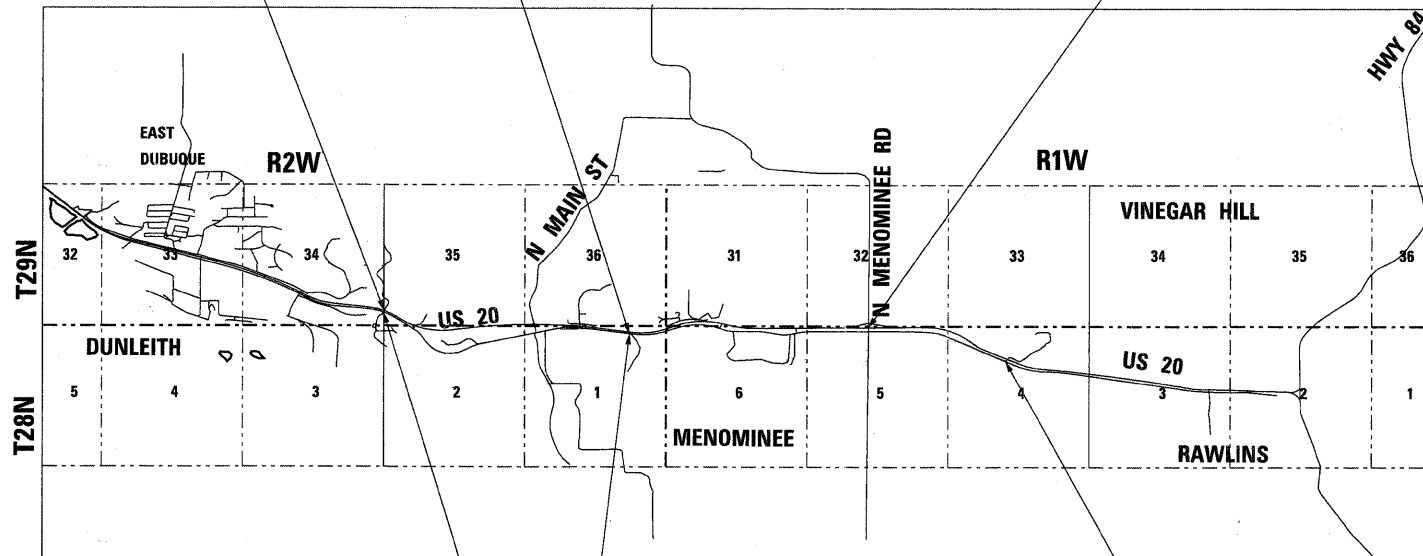 HWY 84
EAST
DUBUQUE
R2W
N MAIN ST
N MENOMINEE RD
R1W
VINEGAR HILL
T29N
32
33
34
35
36
31
32
33
34
35
36
US 20
DUNLEITH
US 20
T28N
5
4
3
2
1
6
5
4
3
2
1
MENOMINEE
RAWLINS